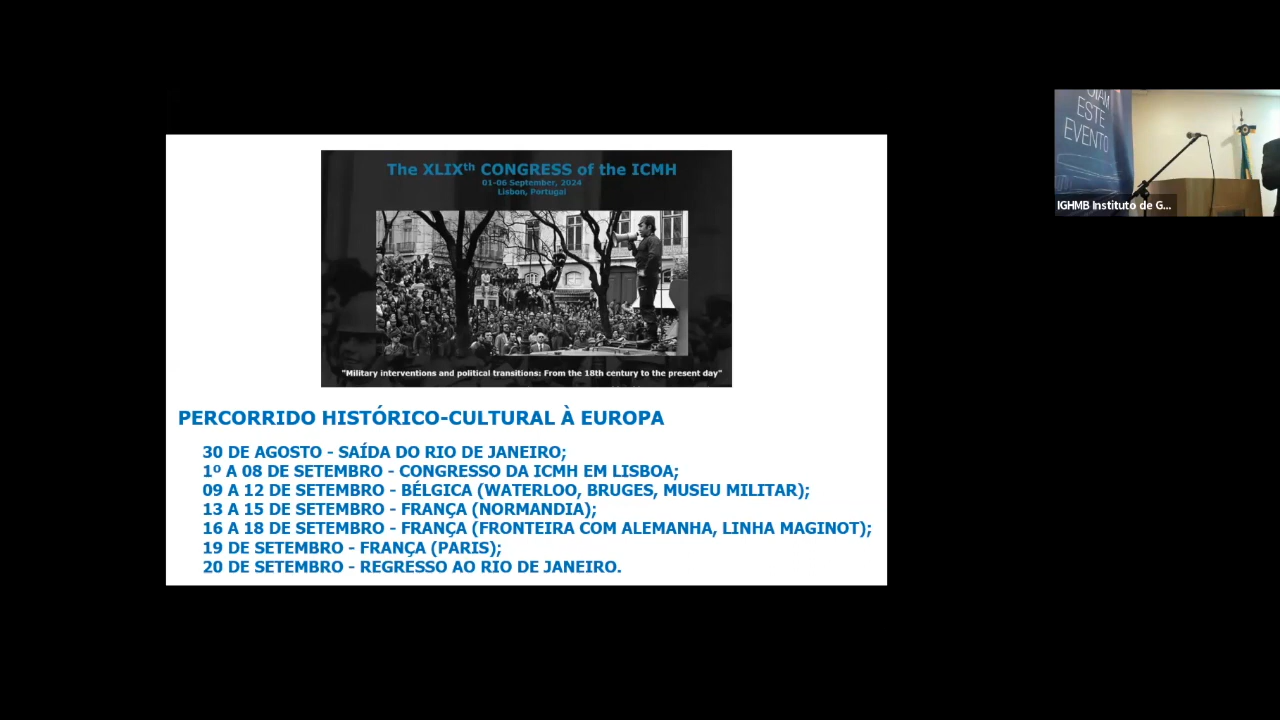 The XLIXth CONGRESS of the ICMH
01-06 September, 2024
Lisbon, Portugal
"Military interventions and political transitions: From the 18th century to the present day"
PERCORRIDO HISTÓRICO-CULTURAL À EUROPA
30 DE AGOSTO - SAÍDA DO RIO DE JANEIRO;
1º A 08 DE SETEMBRO - CONGRESSO DA ICMH EM LISBOA;
09 A 12 DE SETEMBRO - BÉLGICA (WATERLOO, BRUGES, MUSEU MILITAR);
13 A 15 DE SETEMBRO - FRANÇA (NORMANDIA);
16 A 18 DE SETEMBRO - FRANÇA (FRONTEIRA COM ALEMANHA, LINHA MAGINOT);
19 DE SETEMBRO - FRANÇA (PARIS);
20 DE SETEMBRO - REGRESSO AO RIO DE JANEIRO.
ESTE
EVENTO
IGHMB Instituto de G...